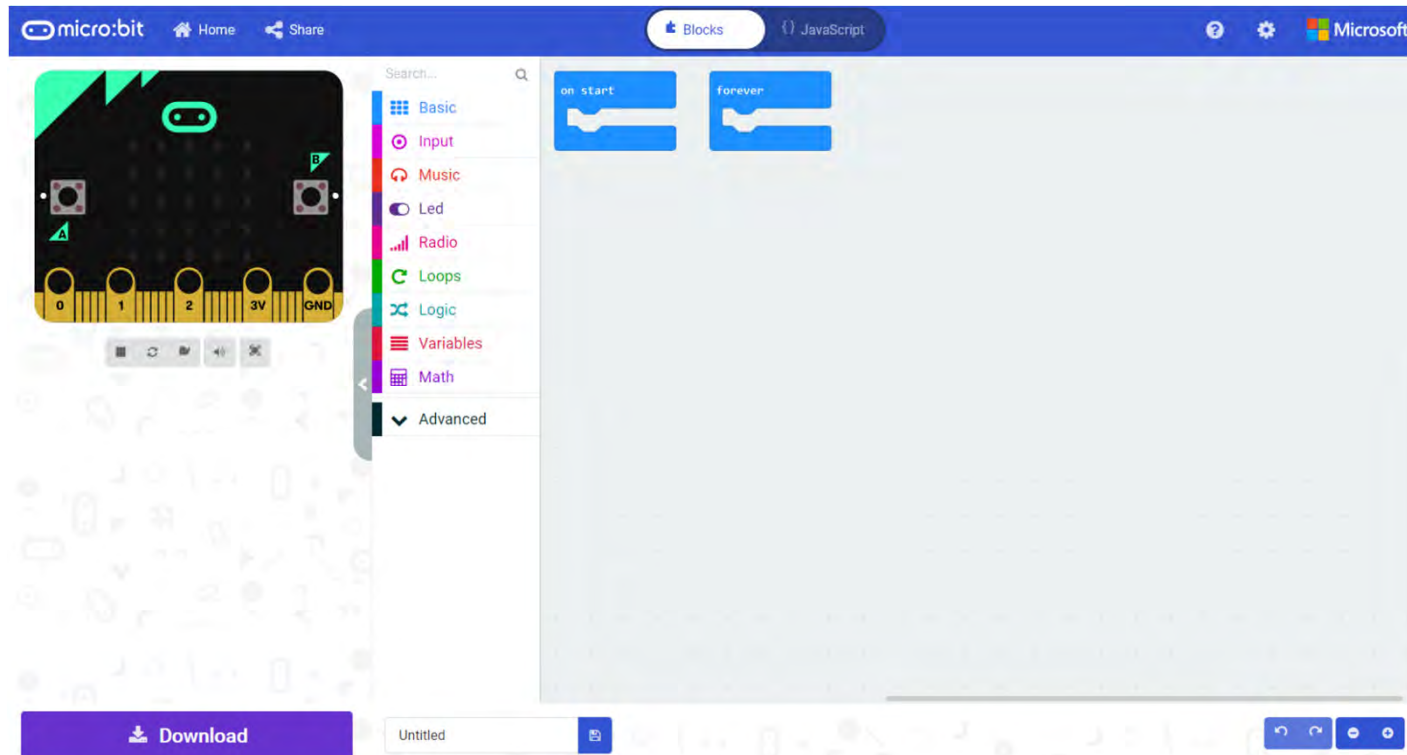 micro:bit Home Share Blocks {} JavaScript ? Microsoft
Search...
on start forever
Basic
Input
B
Music
Led
A
Radio
Loops
0 1 2 3V GND
Logic
Variables
Math
Advanced
Download
Untitled